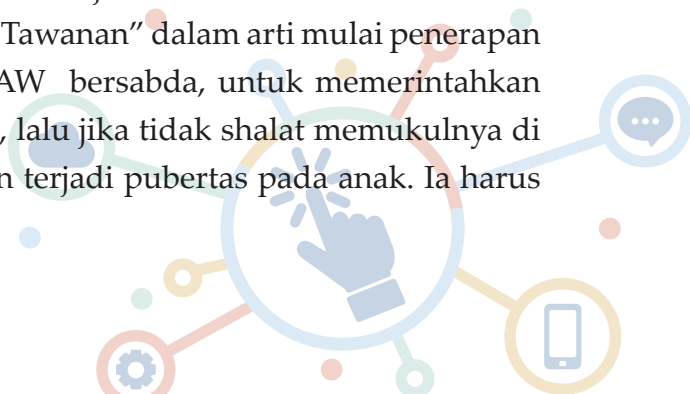 Tawanan” dalam arti mulai penerapan
AW bersabda, untuk memerintahkan
, lalu jika tidak shalat memukulnya di
n terjadi pubertas pada anak. Ia harus